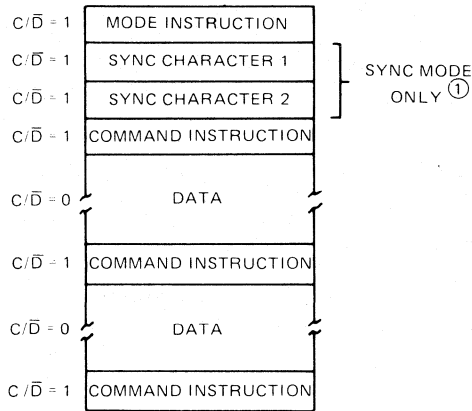 C/D̅ = 1 MODE INSTRUCTION
C/D̅ = 1 SYNC CHARACTER 1
C/D̅ = 1 SYNC CHARACTER 2
SYNC MODE
ONLY ①
C/D̅ = 1 COMMAND INSTRUCTION
C/D̅ = 0 DATA
C/D̅ = 1 COMMAND INSTRUCTION
C/D̅ = 0 DATA
C/D̅ = 1 COMMAND INSTRUCTION